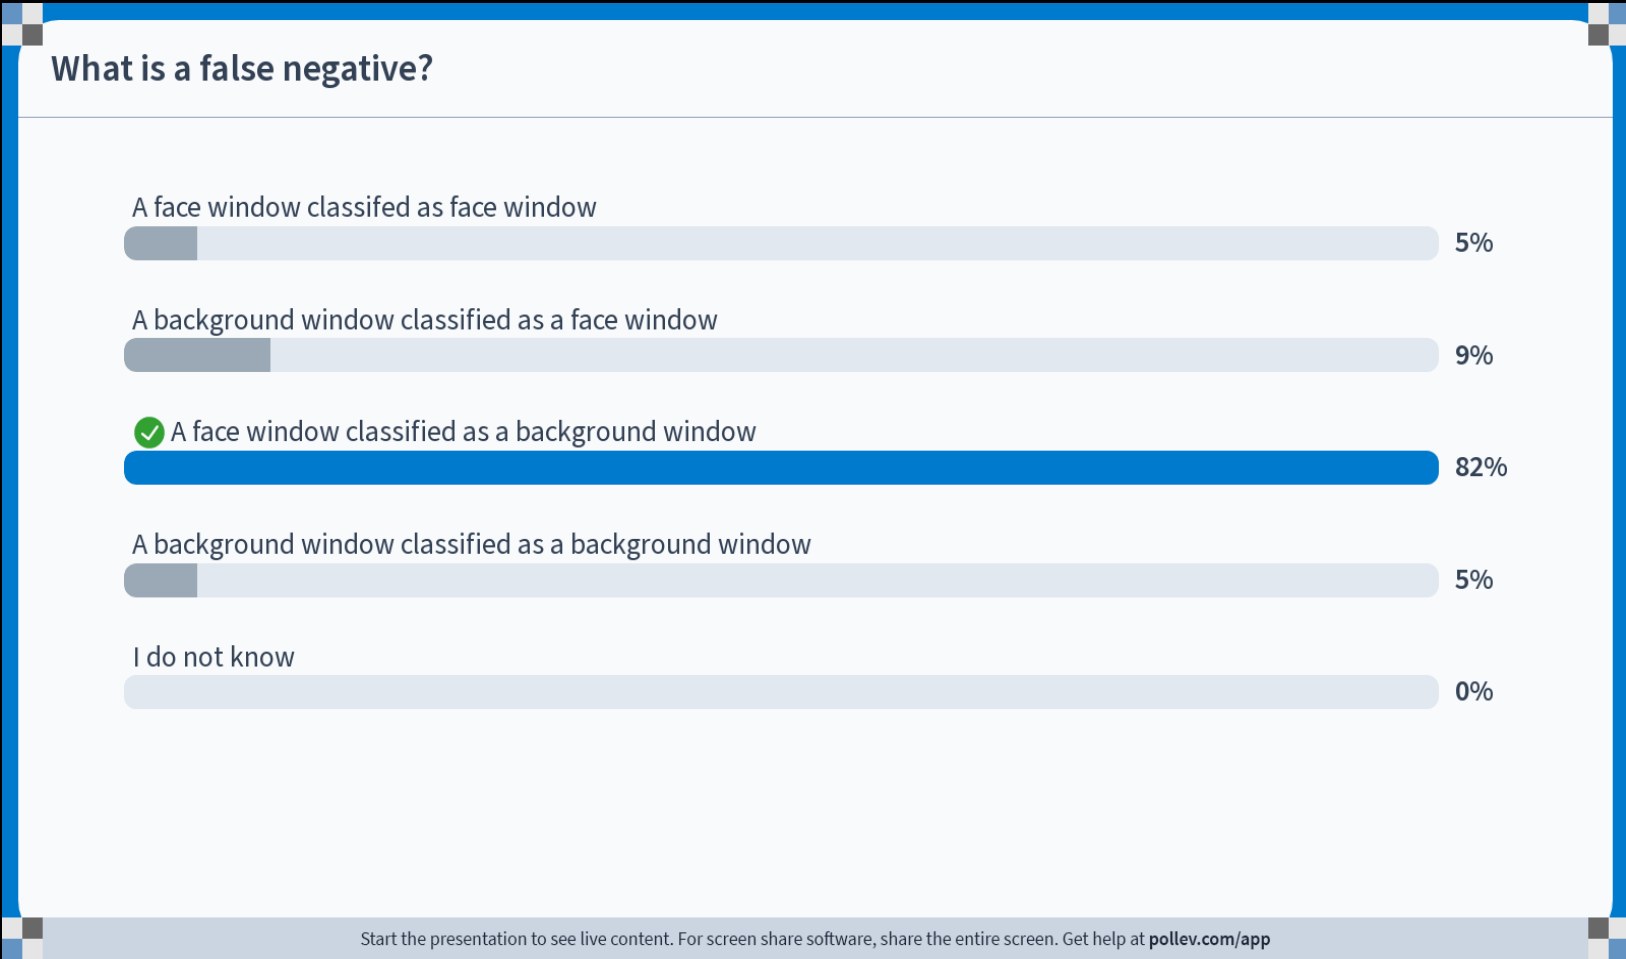 What is a false negative?
A face window classifed as face window
5%
A background window classified as a face window
9%
A face window classified as a background window
82%
A background window classified as a background window
5%
I do not know
0%
Start the presentation to see live content. For screen share software, share the entire screen. Get help at pollev.com/app